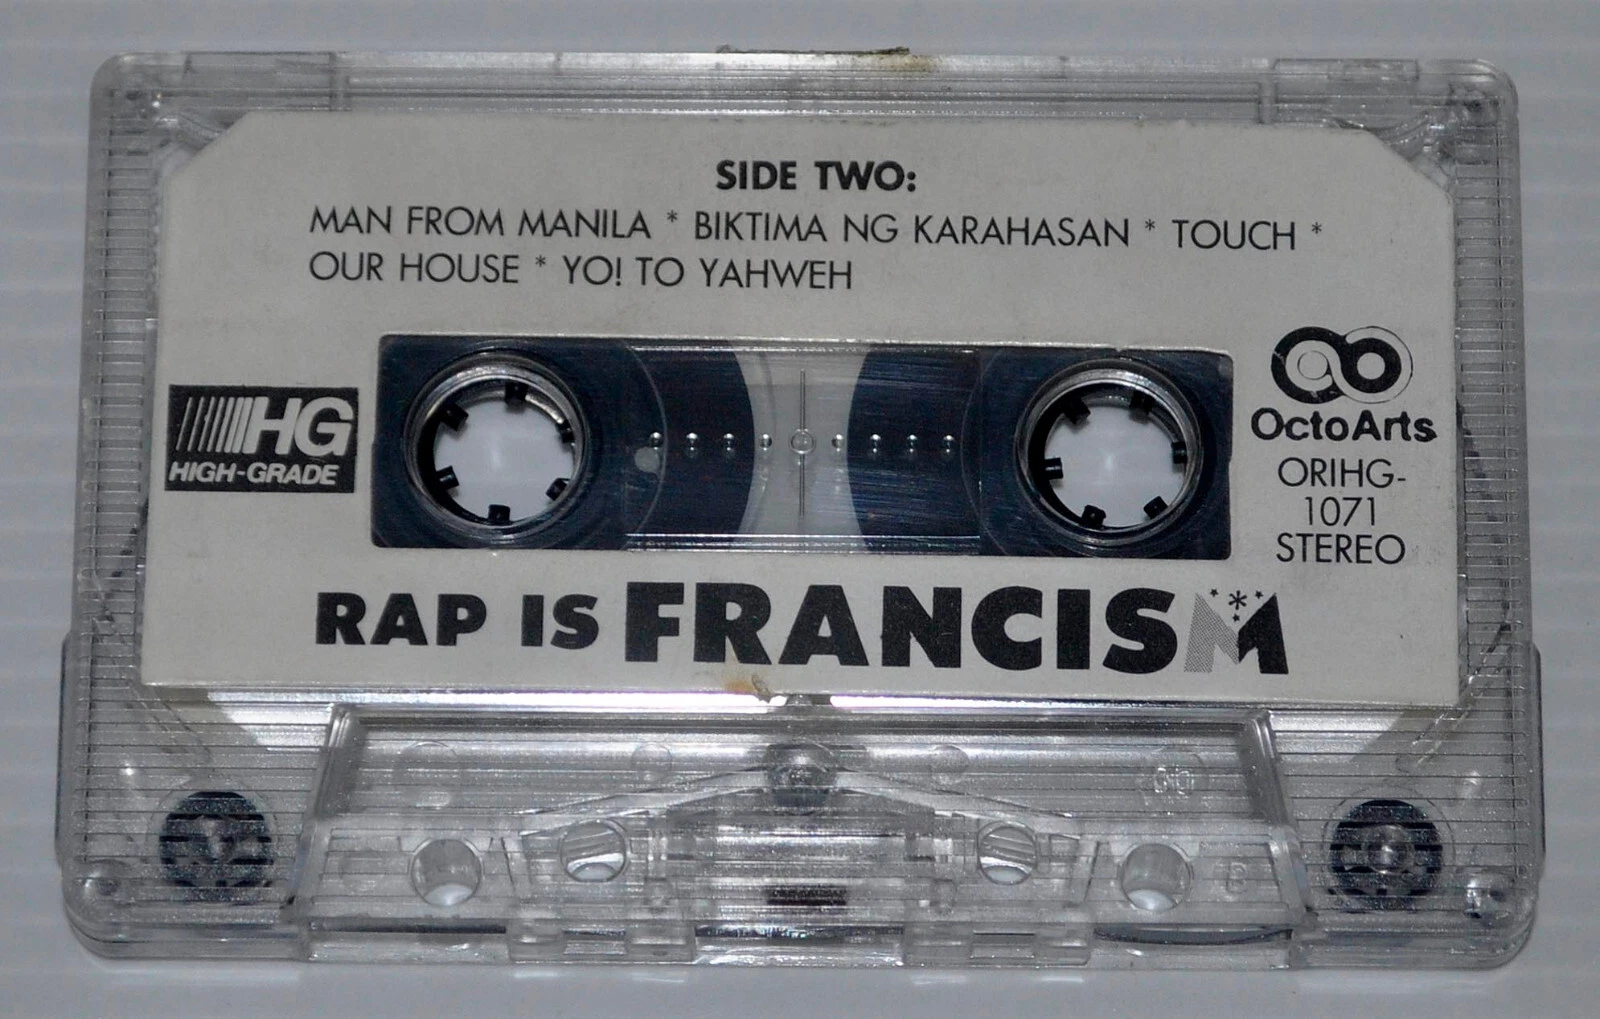 SIDE TWO:
MAN FROM MANILA * BIKTIMA NG KARAHASAN * TOUCH *
OUR HOUSE * YO! TO YAHWEH
HG
HIGH-GRADE
OctoArts
ORIHG-
1071
STEREO
RAP IS FRANCISM
B